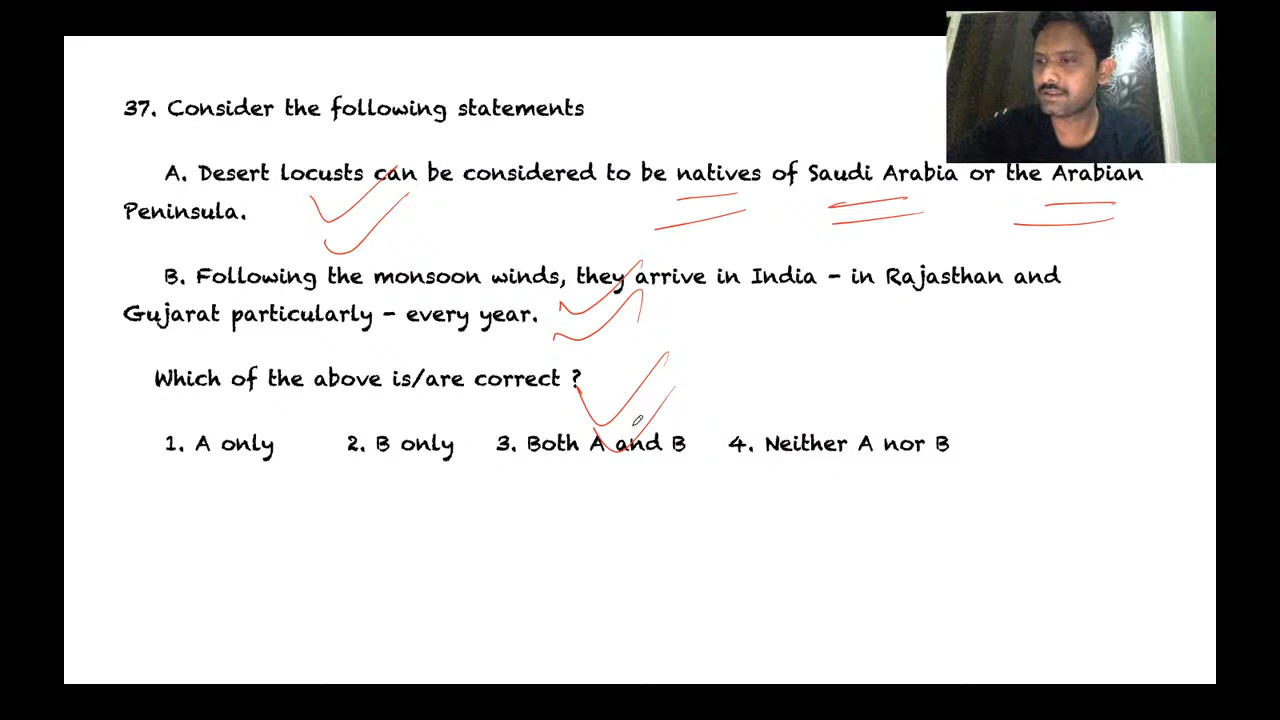 37. Consider the following statements
A. Desert locusts can be considered to be natives of Saudi Arabia or the Arabian
Peninsula.
B. Following the monsoon winds, they arrive in India - in Rajasthan and
Gujarat particularly - every year.
Which of the above is/are correct ?
1. A only 2. B only 3. Both A and B 4. Neither A nor B